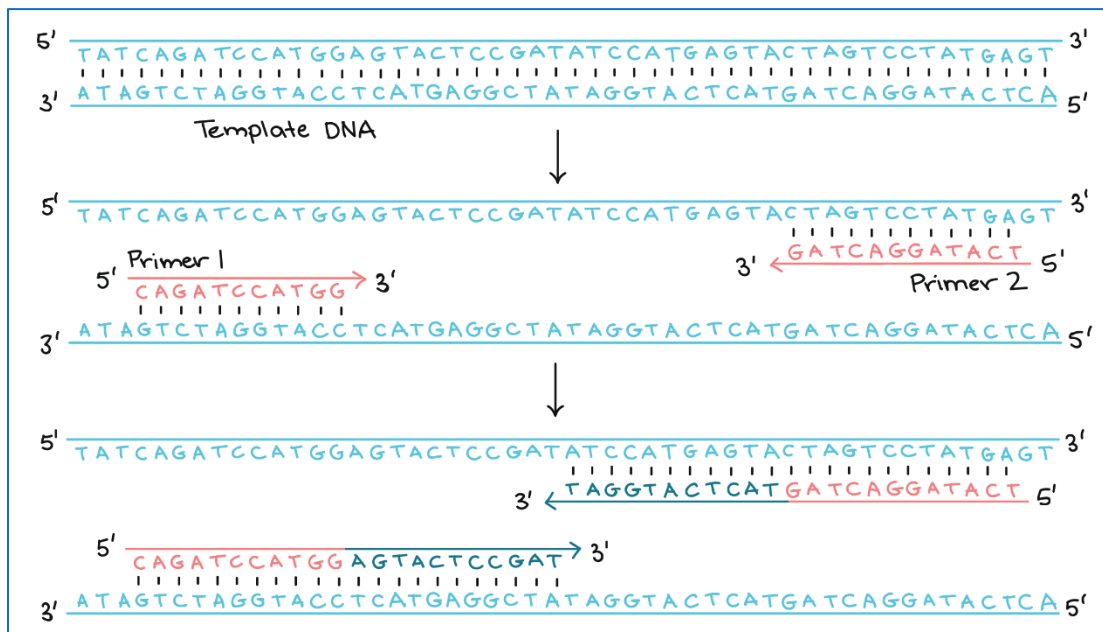 5' TATCAGATCCATGGAGTACTCCGATATCCATGAGTACTAGTCCTATGAGT 3'
3' ATAGTCTAGGTACCTCATGAGGCTATAGGTACTCATGATCAGGATACTCA 5'
Template DNA
5' TATCAGATCCATGGAGTACTCCGATATCCATGAGTACTAGTCCTATGAGT 3'
3' GATCAGGATACT 5'
Primer 2
Primer 1
5' CAGATCCATGG 3'
3' ATAGTCTAGGTACCTCATGAGGCTATAGGTACTCATGATCAGGATACTCA 5'
5' TATCAGATCCATGGAGTACTCCGATATCCATGAGTACTAGTCCTATGAGT 3'
3' TAGGTACTCATGATCAGGATACT 5'
5' CAGATCCATGGAGTACTCCGAT 3'
3' ATAGTCTAGGTACCTCATGAGGCTATAGGTACTCATGATCAGGATACTCA 5'